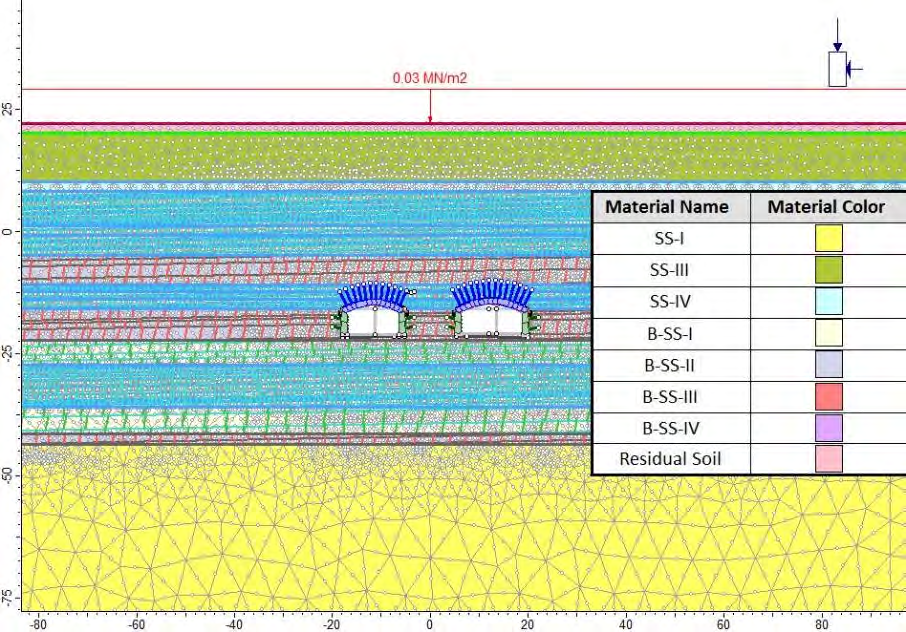 0.03 MN/m2
25
0
-25
-50
-75
Material Name Material Color
SS-I
SS-III
SS-IV
B-SS-I
B-SS-II
B-SS-III
B-SS-IV
Residual Soil
-80 -60 -40 -20 0 20 40 60 80